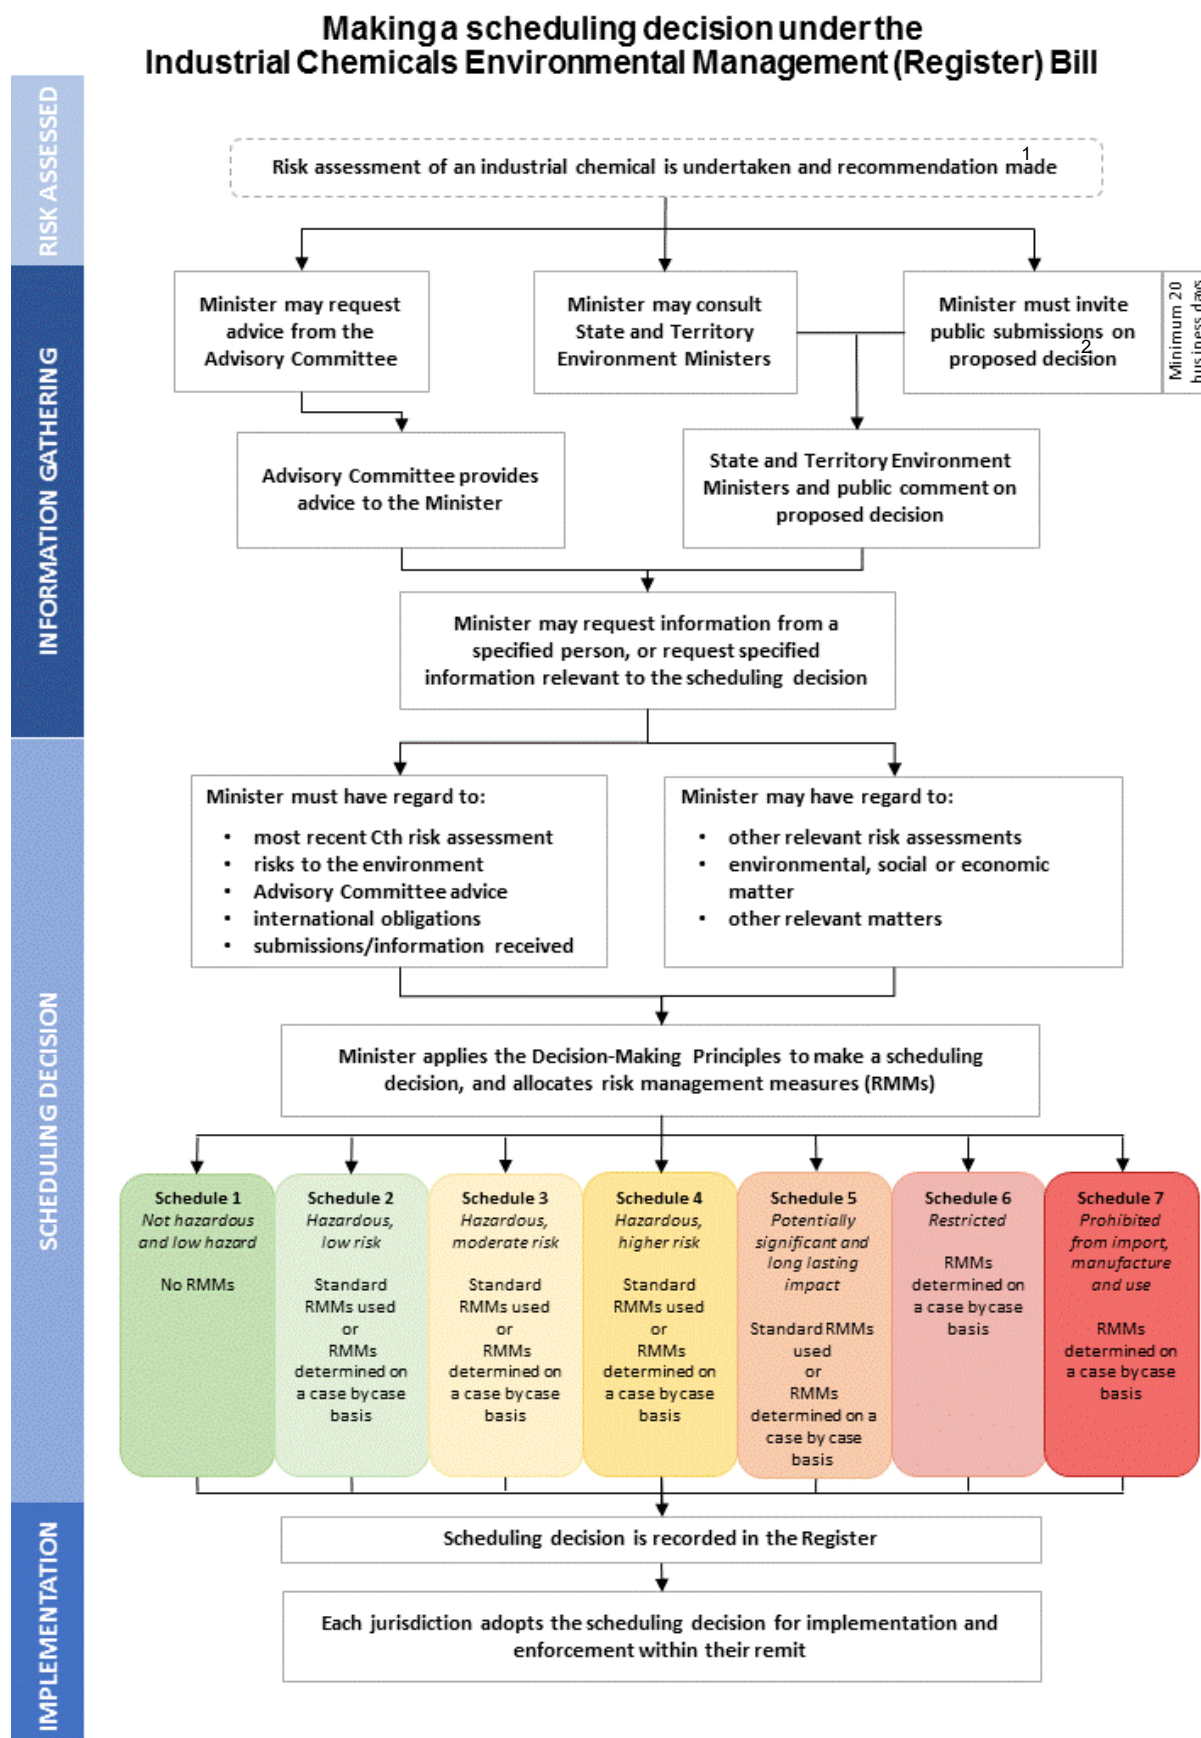 Making a scheduling decision under the
Industrial Chemicals Environmental Management (Register) Bill
RISK ASSESSED
Risk assessment of an industrial chemical is undertaken and recommendation made
1
INFORMATION GATHERING
Minister may request
advice from the
Advisory Committee
Minister may consult
State and Territory
Environment Ministers
Minister must invite
public submissions on
proposed decision
2
Minimum 20
business days
Advisory Committee provides
advice to the Minister
State and Territory Environment
Ministers and public comment on
proposed decision
Minister may request information from a
specified person, or request specified
information relevant to the scheduling decision
SCHEDULING DECISION
Minister must have regard to:
• most recent Cth risk assessment
• risks to the environment
• Advisory Committee advice
• international obligations
• submissions/information received
Minister may have regard to:
• other relevant risk assessments
• environmental, social or economic
matter
• other relevant matters
Minister applies the Decision-Making Principles to make a scheduling
decision, and allocates risk management measures (RMMs)
Schedule 1
Not hazardous
and low hazard
No RMMs
Schedule 2
Hazardous,
low risk
Standard
RMMs used
or
RMMs
determined on
a case by case
basis
Schedule 3
Hazardous,
moderate risk
Standard
RMMs used
or
RMMs
determined on
a case by case
basis
Schedule 4
Hazardous,
higher risk
Standard
RMMs used
or
RMMs
determined on
a case by case
basis
Schedule 5
Potentially
significant and
long lasting
impact
Standard RMMs
used
or
RMMs
determined on a
case by case
basis
Schedule 6
Restricted
RMMs
determined on
a case by case
basis
Schedule 7
Prohibited
from import,
manufacture
and use
RMMs
determined on
a case by case
basis
IMPLEMENTATION
Scheduling decision is recorded in the Register
Each jurisdiction adopts the scheduling decision for implementation and
enforcement within their remit